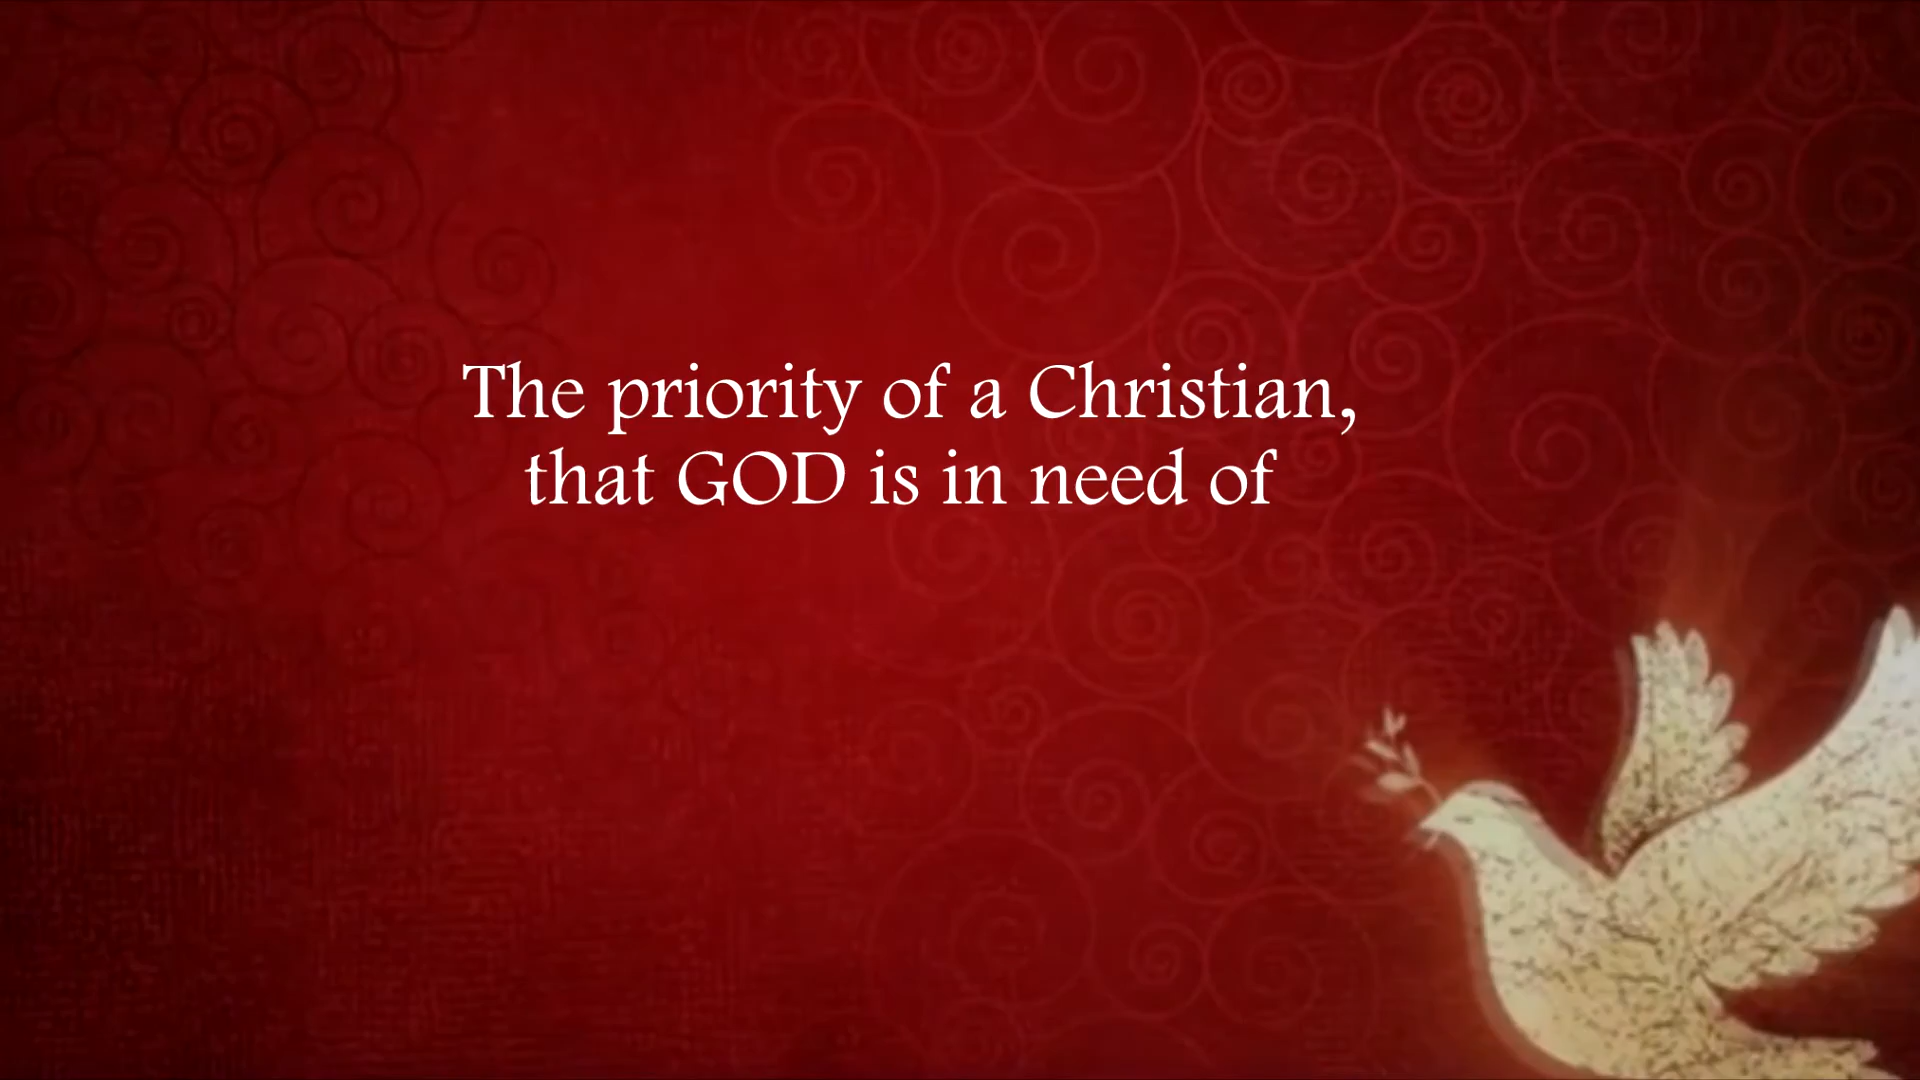 The priority of a Christian,
that GOD is in need of